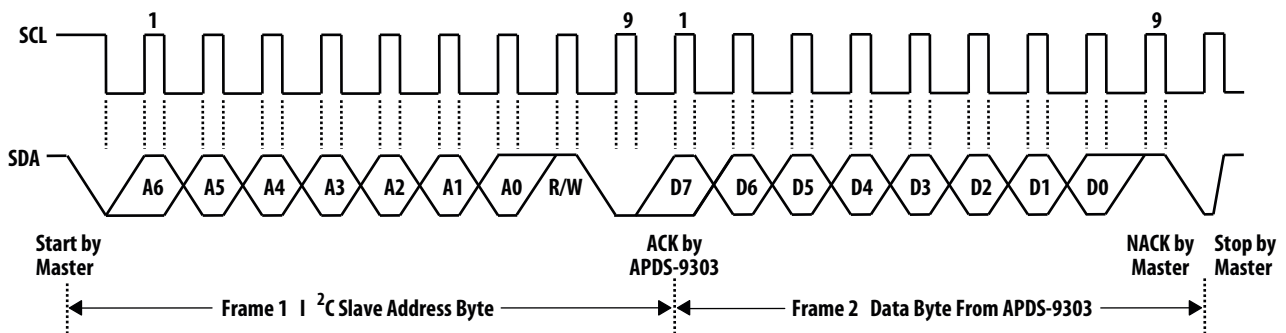 1 9 1 9
SCL
SDA A6 A5 A4 A3 A2 A1 A0 R/W D7 D6 D5 D4 D3 D2 D1 D0
Start by Master
ACK by APDS-9303
NACK by Master
Stop by Master
Frame 1 I ²C Slave Address Byte
Frame 2 Data Byte From APDS-9303